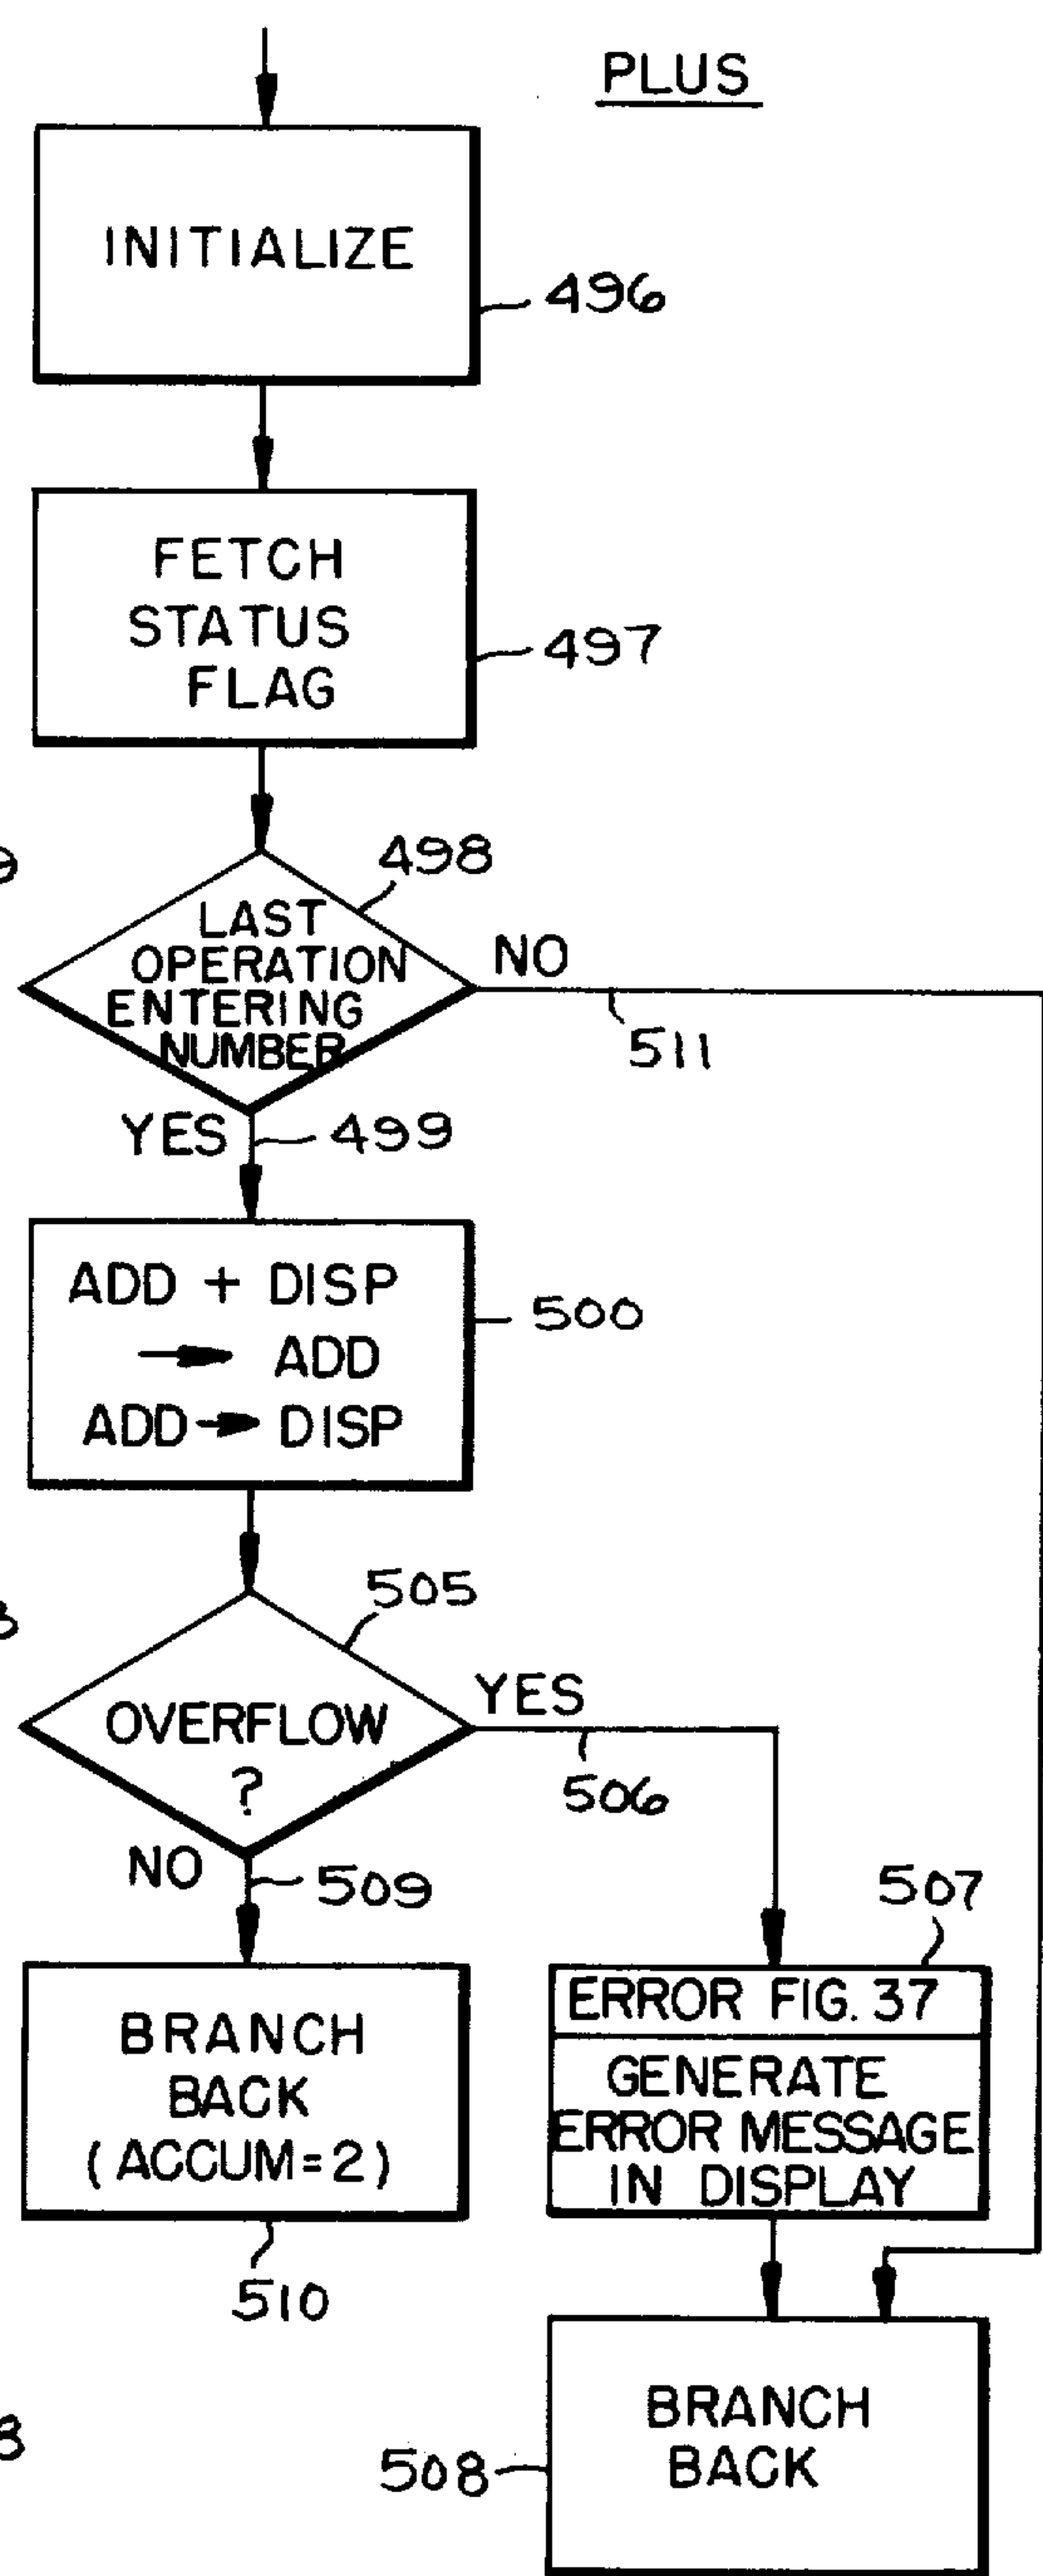 PLUS
INITIALIZE
496
FETCH
STATUS
FLAG
497
9
498
LAST
OPERATION
ENTERING
NUMBER
NO
511
YES
499
ADD + DISP
→ ADD
ADD → DISP
500
505
OVERFLOW
?
YES
506
NO
509
507
BRANCH
BACK
(ACCUM=2)
510
ERROR FIG. 37
GENERATE
ERROR MESSAGE
IN DISPLAY
BRANCH
BACK
508